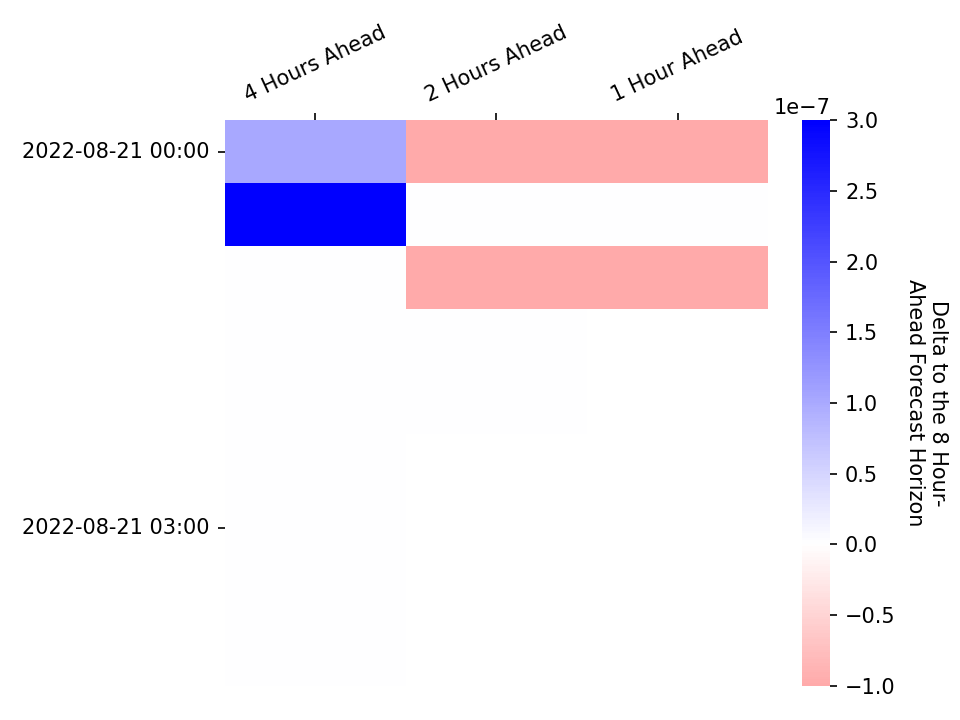 4 Hours Ahead
2 Hours Ahead
1 Hour Ahead
1e−7
2022-08-21 00:00
2022-08-21 03:00
3.0
2.5
2.0
1.5
1.0
0.5
0.0
−0.5
−1.0
Delta to the 8 Hour-
Ahead Forecast Horizon